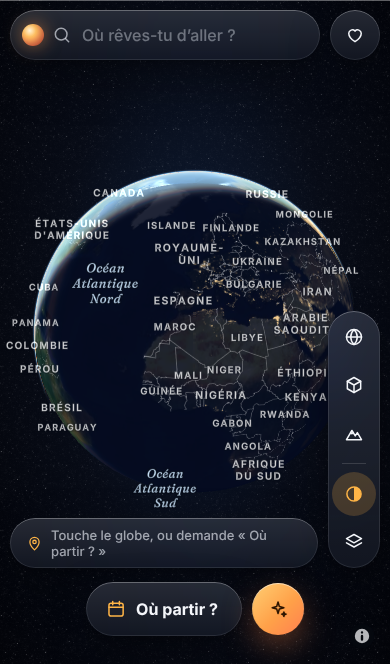 Où rêves-tu d'aller ?
CANADA
RUSSIE
MONGOLIE
ÉTATS-UNIS
D'AMÉRIQUE
ISLANDE
FINLANDE
KAZAKHSTAN
ROYAUME-
UNI
UKRAINE
Océan
Atlantique
Nord
NÉPAL
CUBA
BULGARIE
IRAN
ESPAGNE
PANAMA
MAROC
LIBYE
ARABIE
SAOUDIT
COLOMBIE
PÉROU
MALI
NIGER
ÉTHIOPI
GUINÉE
NIGÉRIA
KENYA
BRÉSIL
RWANDA
PARAGUAY
GABON
ANGOLA
AFRIQUE
DU SUD
Océan
Atlantique
Sud
Touche le globe, ou demande « Où
partir ? »
Où partir ?